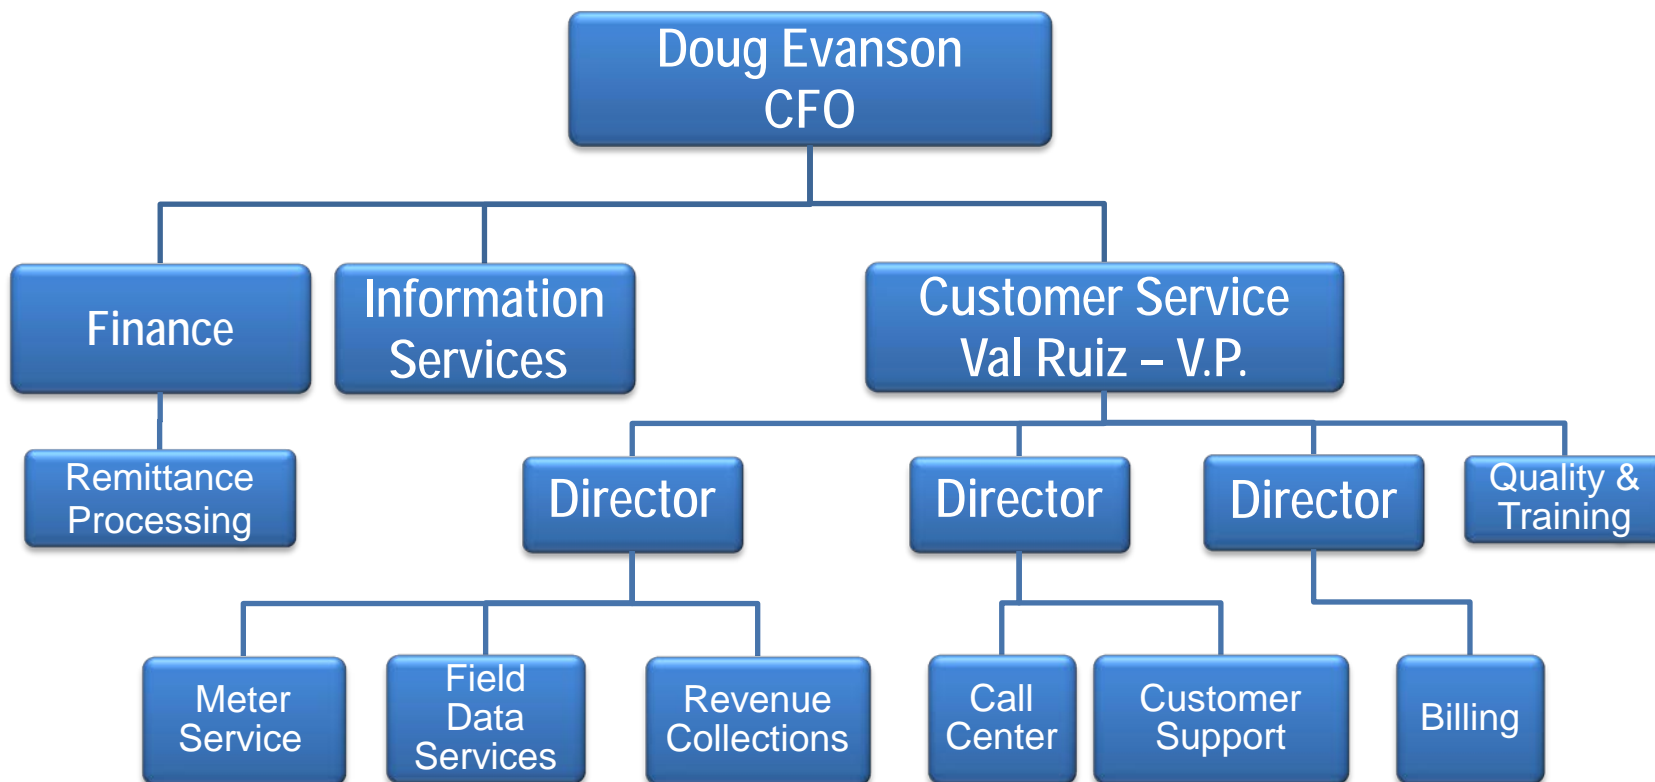 Doug Evanson
CFO
Finance
Information
Services
Customer Service
Val Ruiz – V.P.
Remittance
Processing
Director
Director
Director
Quality &
Training
Meter
Service
Field
Data
Services
Revenue
Collections
Call
Center
Customer
Support
Billing